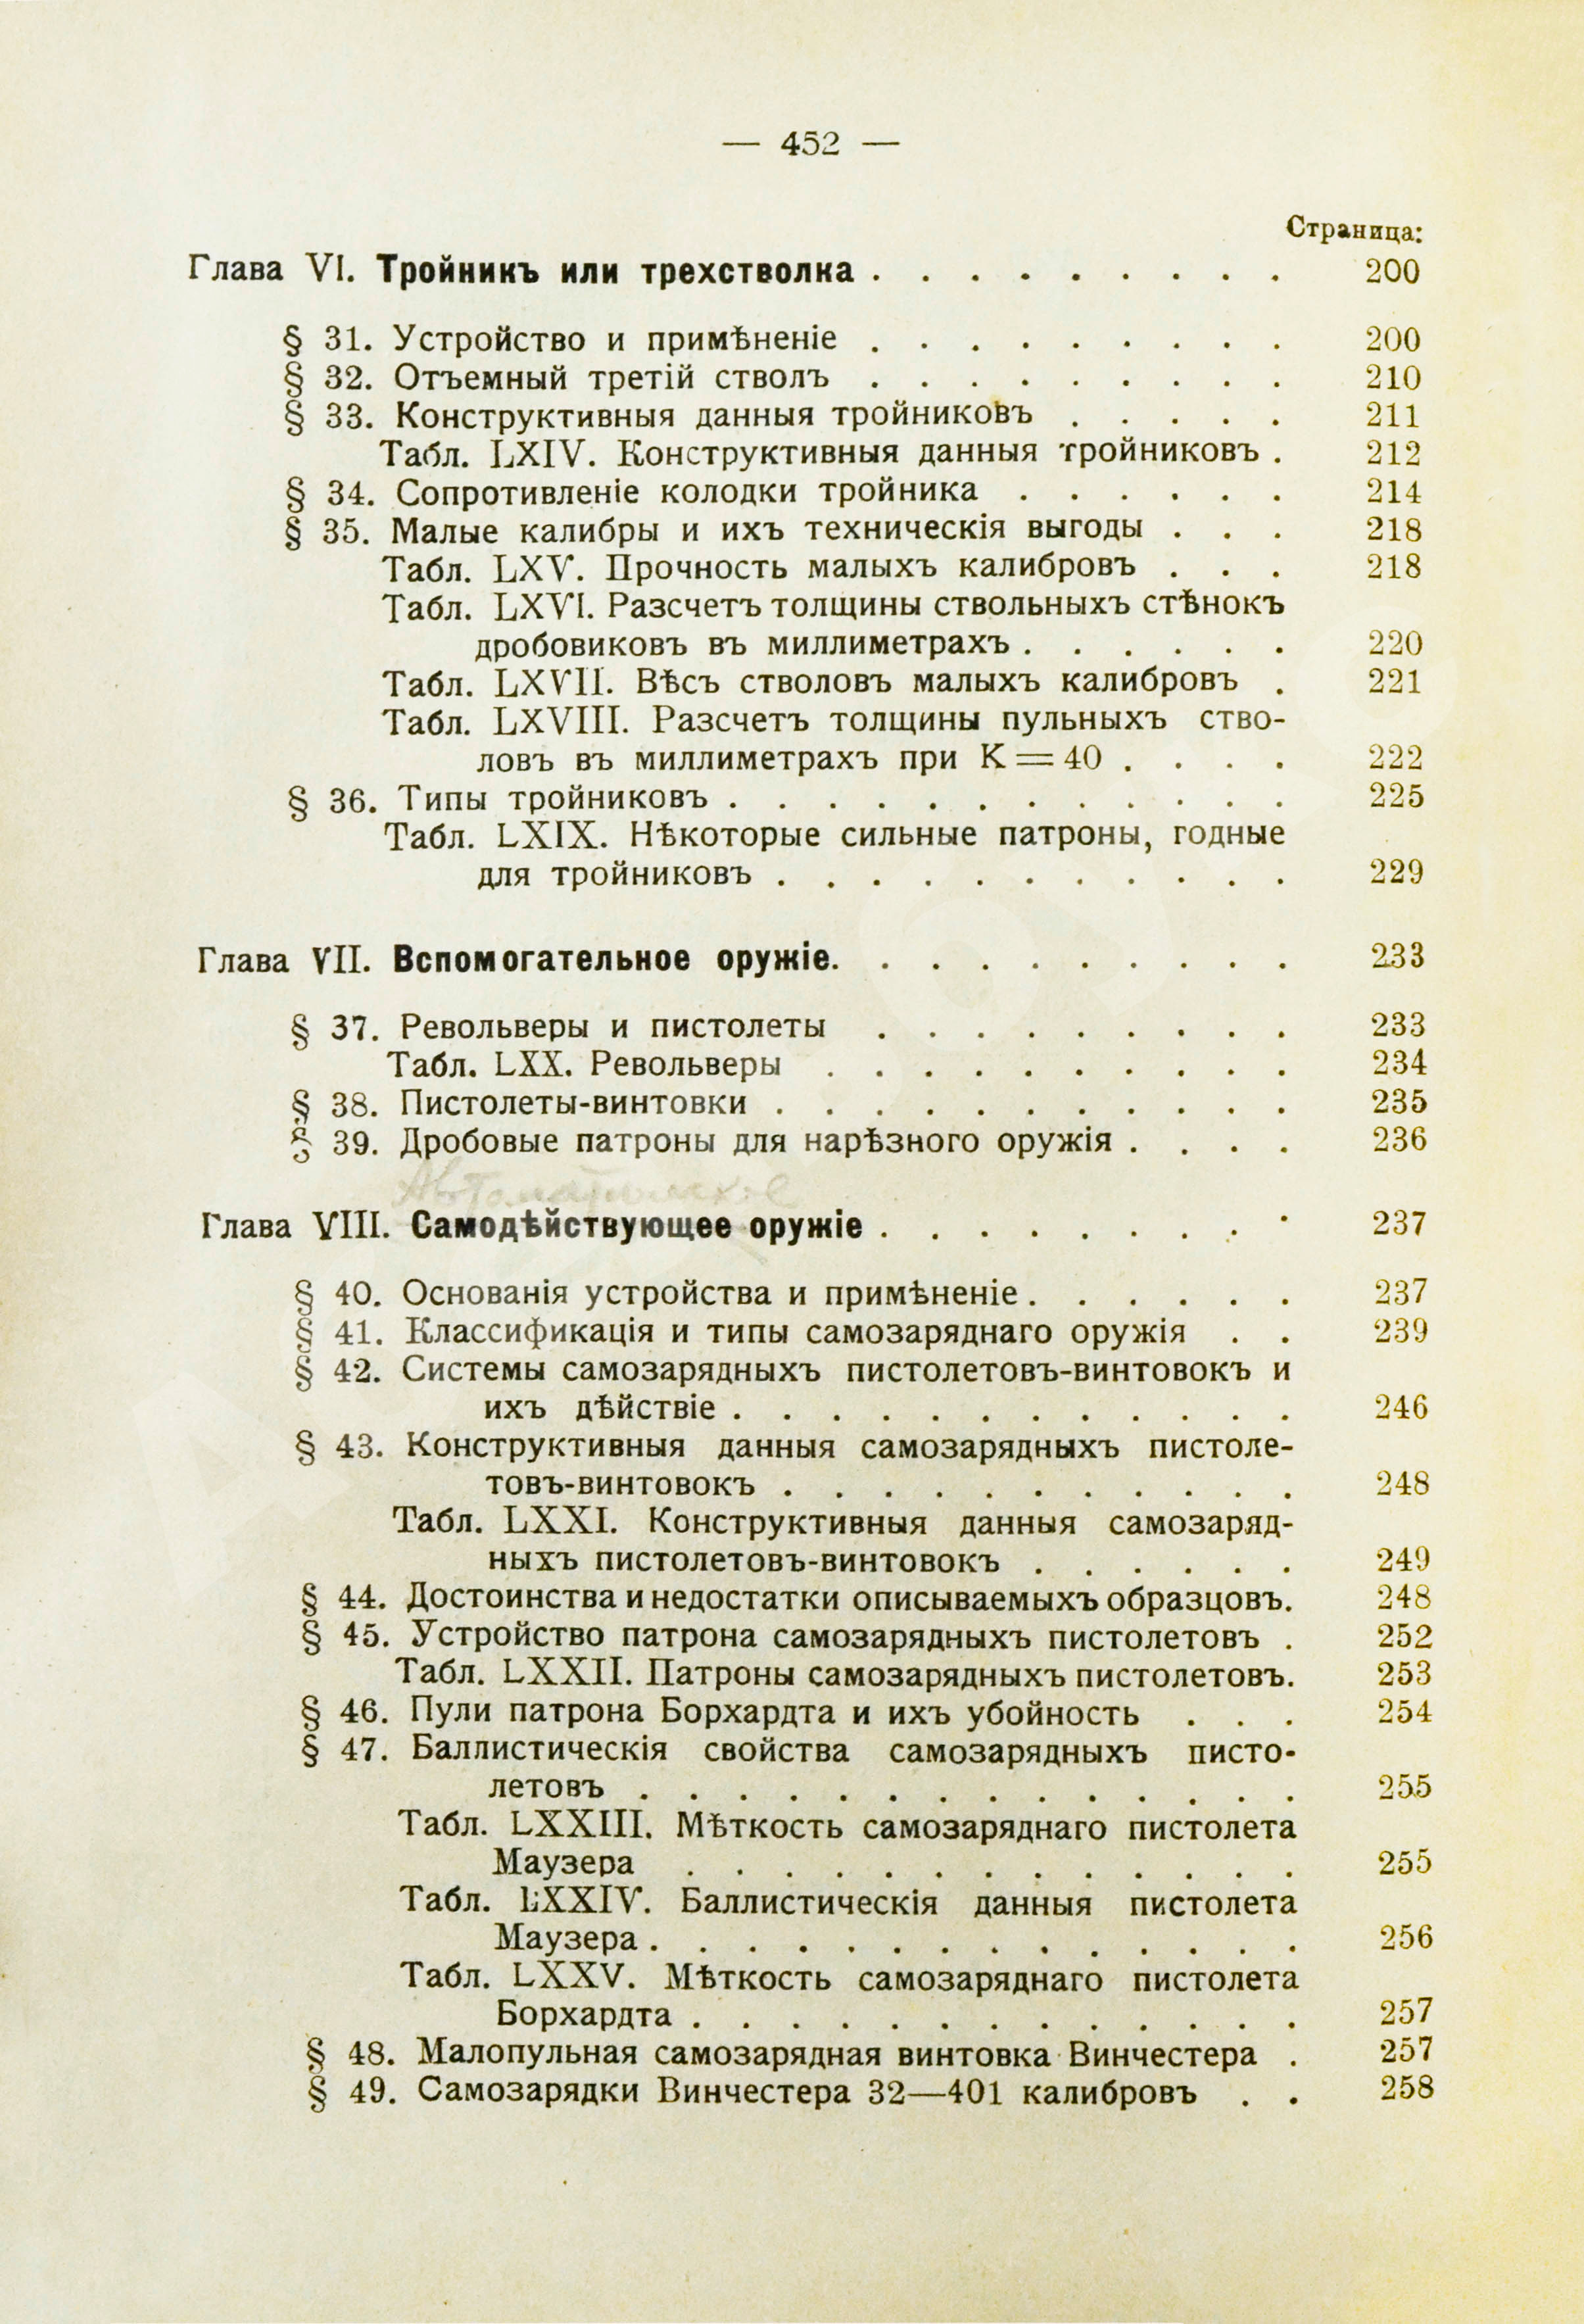 — 452 —
Страница:
Глава VI. Тройникъ или трехстволка . . . . . . . . . 200
§ 31. Устройство и примѣненіе . . . . . . . . . 200
§ 32. Отъемный третій стволъ . . . . . . . . . 210
§ 33. Конструктивныя данныя тройниковъ . . . . . 211
Табл. LXIV. Конструктивныя данныя тройниковъ . 212
§ 34. Сопротивленіе колодки тройника . . . . . . 214
§ 35. Малые калибры и ихъ техническія выгоды . . . 218
Табл. LXV. Прочность малыхъ калибровъ . . . 218
Табл. LXVI. Разсчетъ толщины ствольныхъ стѣнокъ
дробовиковъ въ миллиметрахъ . . . . . . 220
Табл. LXVII. Вѣсъ стволовъ малыхъ калибровъ . 221
Табл. LXVIII. Разсчетъ толщины пульныхъ ство-
ловъ въ миллиметрахъ при К = 40 . . . . 222
§ 36. Типы тройниковъ . . . . . . . . . . . . 225
Табл. LXIX. Нѣкоторые сильные патроны, годные
для тройниковъ . . . . . . . . . . . 229
Глава VII. Вспомогательное оружіе. . . . . . . . . . 233
§ 37. Револьверы и пистолеты . . . . . . . . . 233
Табл. LXX. Револьверы . . . . . . . . . . 234
§ 38. Пистолеты-винтовки . . . . . . . . . . . 235
§ 39. Дробовые патроны для нарѣзного оружія . . . . 236
Глава VIII. Самодѣйствующее оружіе . . . . . . . . . 237
§ 40. Основанія устройства и примѣненіе . . . . . . 237
§ 41. Классификація и типы самозаряднаго оружія . . 239
§ 42. Системы самозарядныхъ пистолетовъ-винтовокъ и
ихъ дѣйствіе . . . . . . . . . . . . 246
§ 43. Конструктивныя данныя самозарядныхъ пистоле-
товъ-винтовокъ . . . . . . . . . . . 248
Табл. LXXI. Конструктивныя данныя самозаряд-
ныхъ пистолетовъ-винтовокъ . . . . . . 249
§ 44. Достоинства и недостатки описываемыхъ образцовъ. 248
§ 45. Устройство патрона самозарядныхъ пистолетовъ . 252
Табл. LXXII. Патроны самозарядныхъ пистолетовъ. 253
§ 46. Пули патрона Борхардта и ихъ убойность . . . 254
§ 47. Баллистическія свойства самозарядныхъ писто-
летовъ . . . . . . . . . . . . . . 255
Табл. LXXIII. Мѣткость самозаряднаго пистолета
Маузера . . . . . . . . . . . . . 255
Табл. LXXIV. Баллистическія данныя пистолета
Маузера . . . . . . . . . . . . . . 256
Табл. LXXV. Мѣткость самозаряднаго пистолета
Борхардта . . . . . . . . . . . . . 257
§ 48. Малопульная самозарядная винтовка Винчестера . 257
§ 49. Самозарядки Винчестера 32—401 калибровъ . . 258